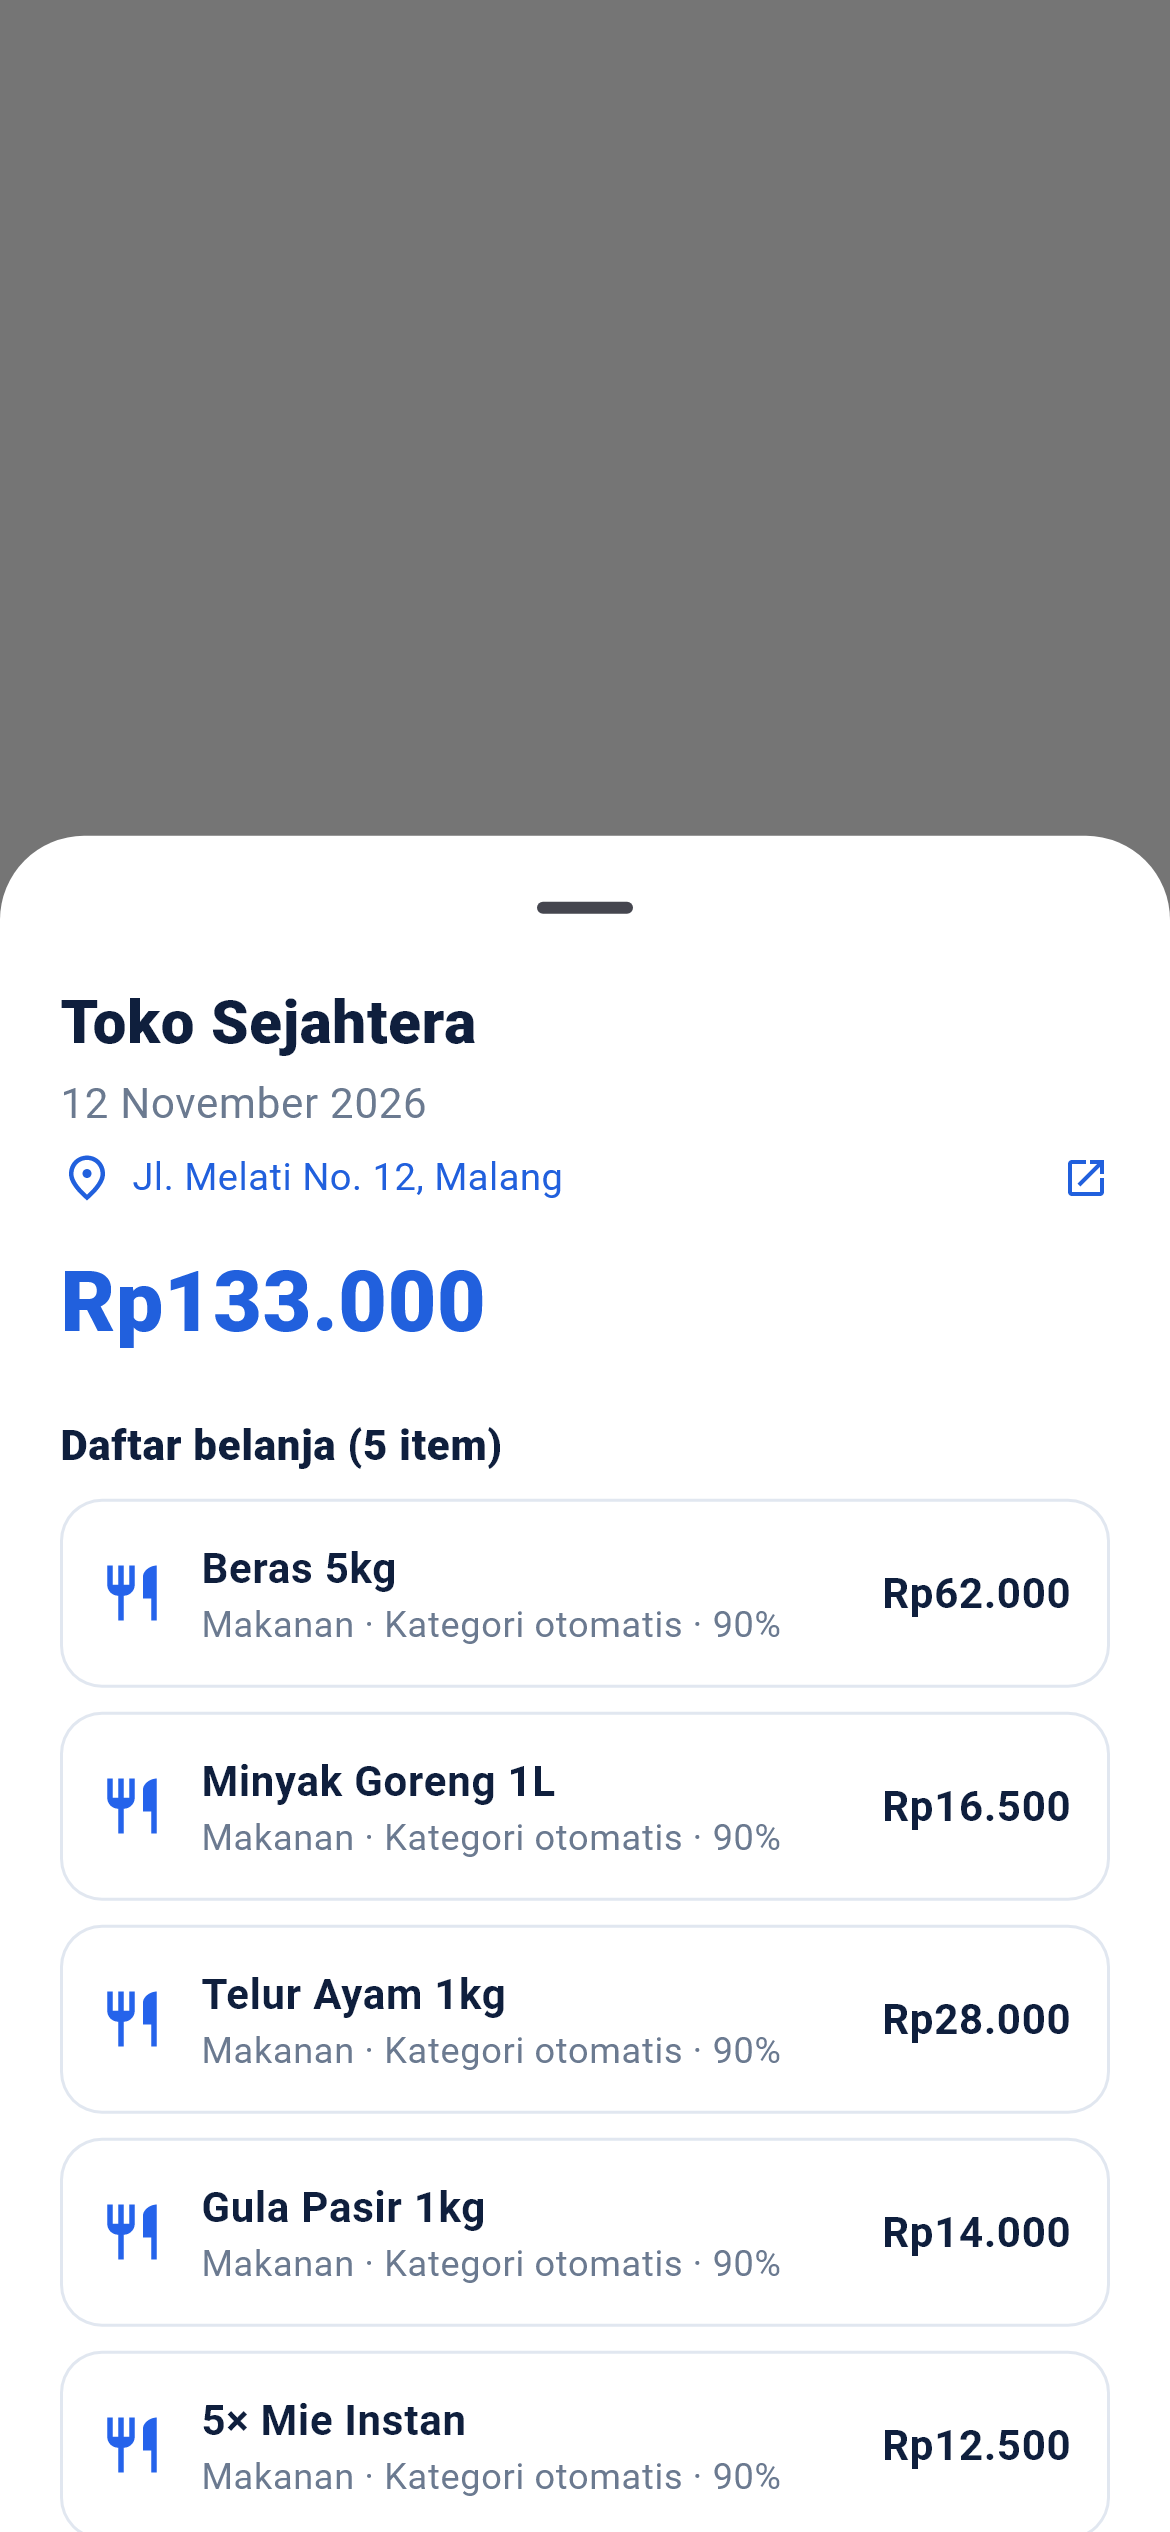 Toko Sejahtera
12 November 2026
Jl. Melati No. 12, Malang
Rp133.000
Daftar belanja (5 item)
Beras 5kg
Makanan · Kategori otomatis · 90%
Rp62.000
Minyak Goreng 1L
Makanan · Kategori otomatis · 90%
Rp16.500
Telur Ayam 1kg
Makanan · Kategori otomatis · 90%
Rp28.000
Gula Pasir 1kg
Makanan · Kategori otomatis · 90%
Rp14.000
5× Mie Instan
Makanan · Kategori otomatis · 90%
Rp12.500